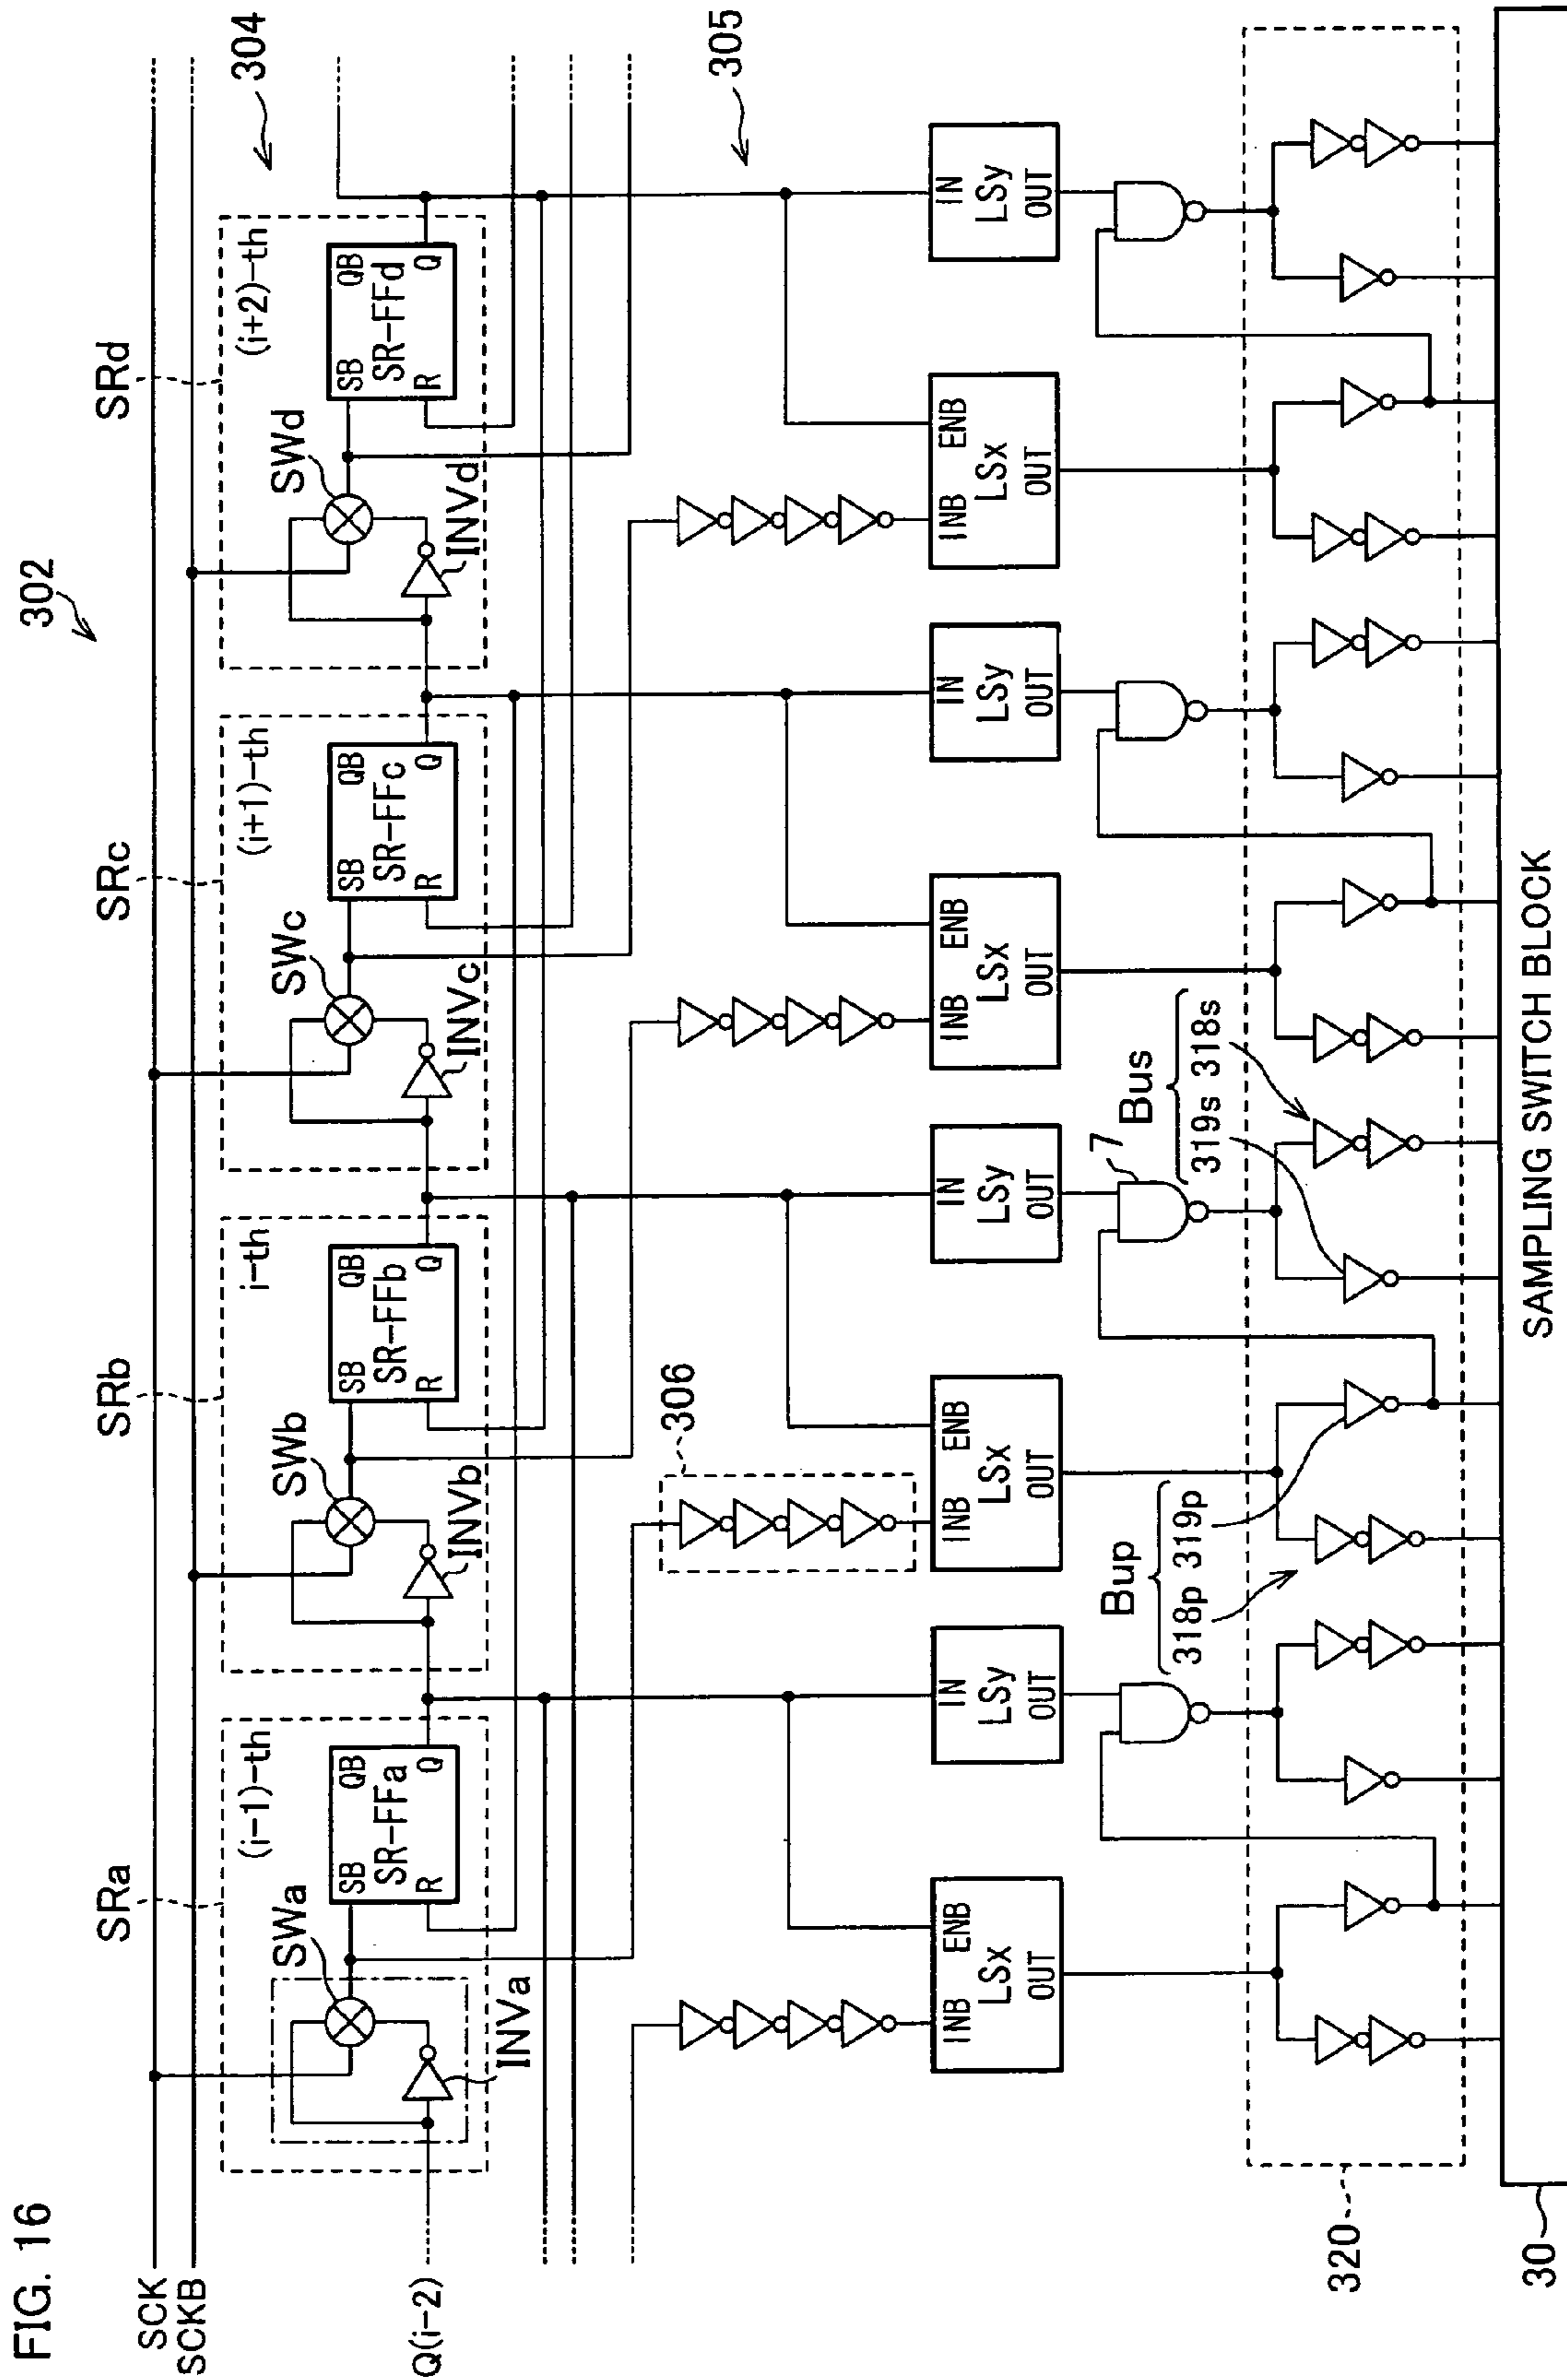 FIG. 16
302
SCK
SCKB
304
SRa
SRb
SRc
SRd
(i-1)-th
i-th
(i+1)-th
(i+2)-th
SWa
SWb
SWc
SWd
SB QB
SR-FFa
R Q
SB QB
SR-FFb
R Q
SB QB
SR-FFc
R Q
SB QB
SR-FFd
R Q
INVa
INVb
INVc
INVd
Q(i-2)
305
306
INB ENB
LSx
OUT
IN
LSy
OUT
INB ENB
LSx
OUT
IN
LSy
OUT
INB ENB
LSx
OUT
IN
LSy
OUT
INB ENB
LSx
OUT
IN
LSy
OUT
7
Bup
318p 319p
Bus
319s 318s
320
30
SAMPLING SWITCH BLOCK